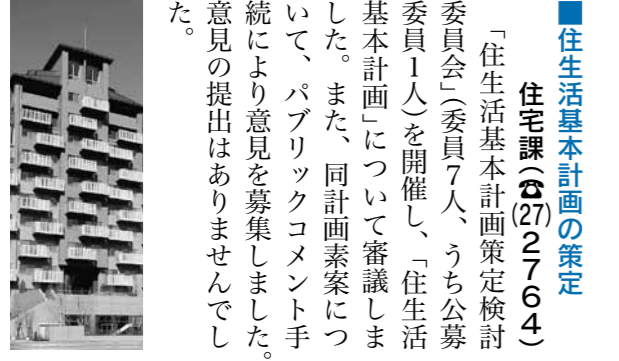 ■住生活基本計画の策定
住宅課(☎(27)2764)
「住生活基本計画策定検討
委員会」(委員7人、うち公募
委員1人)を開催し、「住生活
基本計画」について審議しま
した。また、同計画素案につ
いて、パブリックコメント手
続により意見を募集しました。
意見の提出はありませんでし
た。